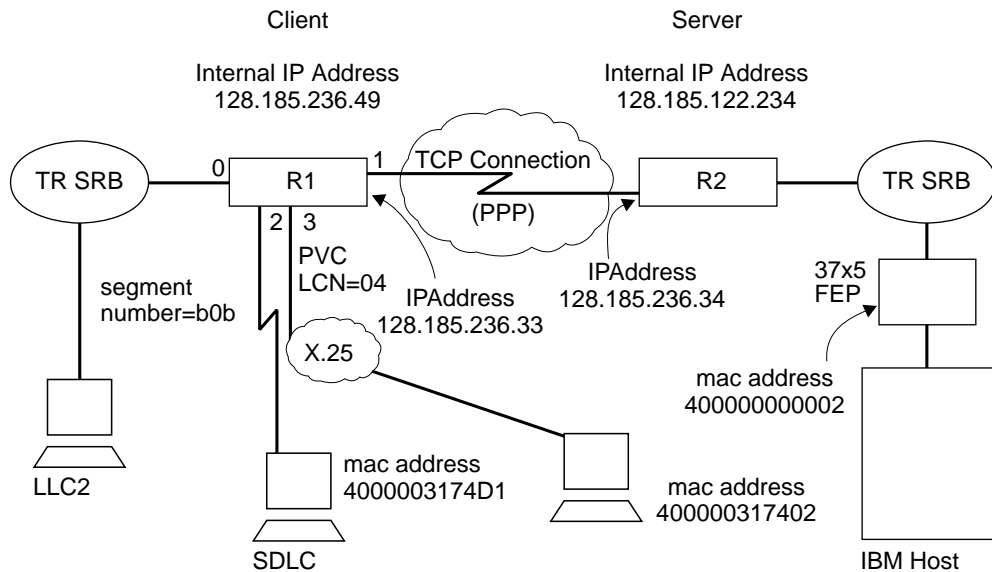 Client
Server
Internal IP Address
128.185.236.49
Internal IP Address
128.185.122.234
TR SRB
0
R1
1
2
3
TCP Connection
(PPP)
R2
TR SRB
PVC
LCN=04
IPAddress
128.185.236.33
IPAddress
128.185.236.34
37x5
FEP
segment
number=b0b
X.25
mac address
400000000002
LLC2
mac address
4000003174D1
SDLC
mac address
400000317402
IBM Host